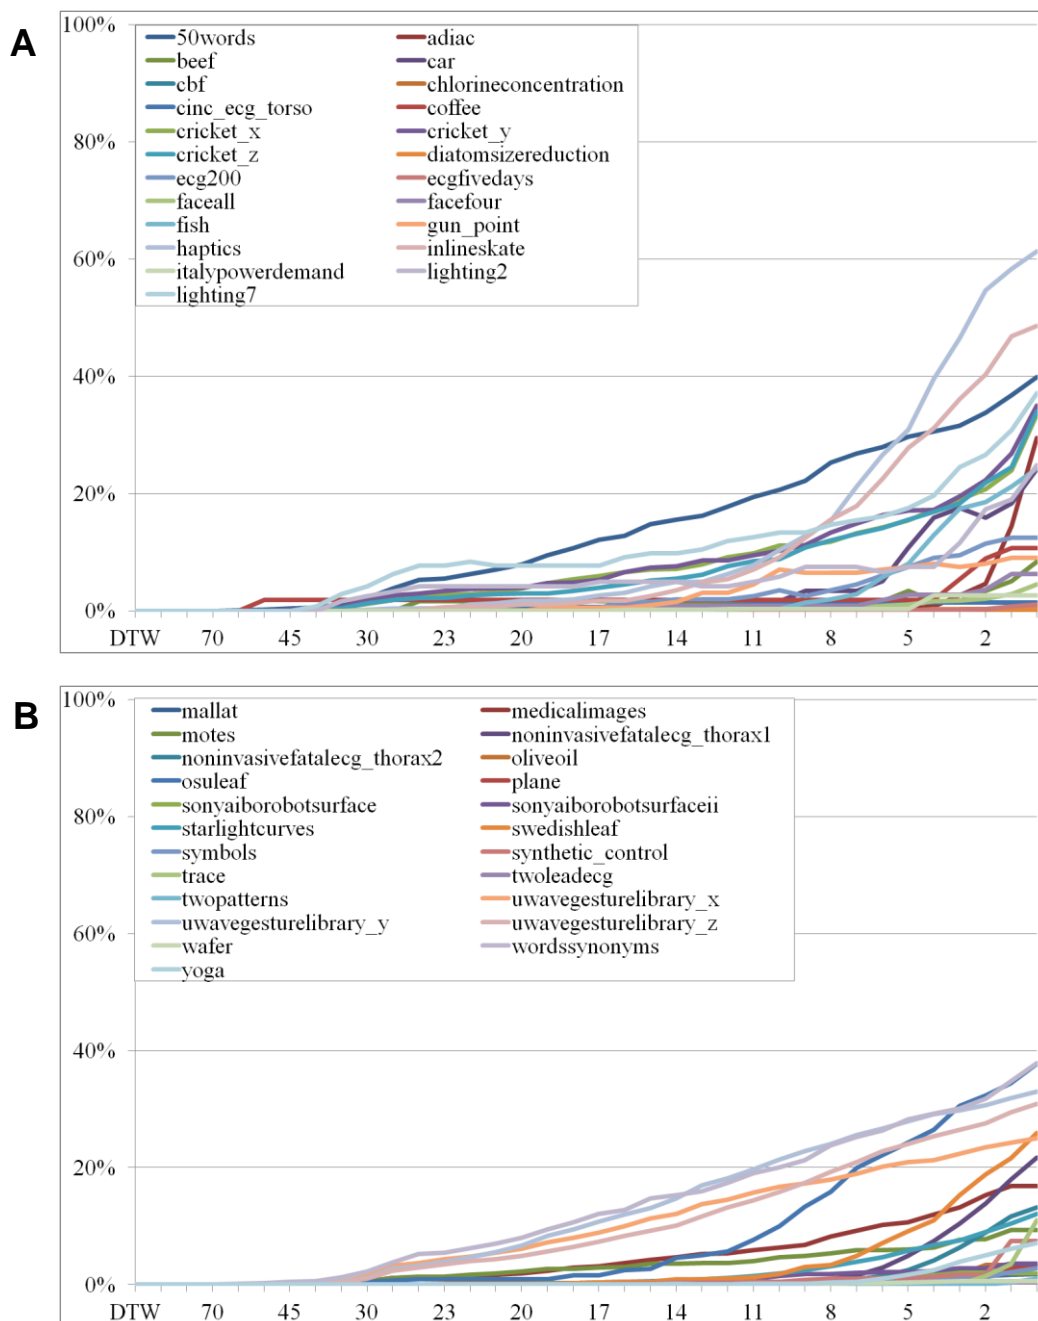 A
100%
50words adiac
beef car
cbf chlorineconcentration
cinc_ecg_torso coffee
cricket_x cricket_y
cricket_z diatomsizereduction
ecg200 ecgfivedays
faceall facefour
fish gun_point
haptics inlineskate
italypowerdemand lighting2
lighting7
80%
60%
40%
20%
0%
DTW 70 45 30 23 20 17 14 11 8 5 2
B
100%
mallat medicalimages
motes noninvasivefatalecg_thorax1
noninvasivefatalecg_thorax2 oliveoil
osuleaf plane
sonyaiborobotsurface sonyaiborobotsurfaceii
starlightcurves swedishleaf
symbols synthetic_control
trace twoleadecg
twopatterns uwavegesturelibrary_x
uwavegesturelibrary_y uwavegesturelibrary_z
wafer wordssynonyms
yoga
80%
60%
40%
20%
0%
DTW 70 45 30 23 20 17 14 11 8 5 2